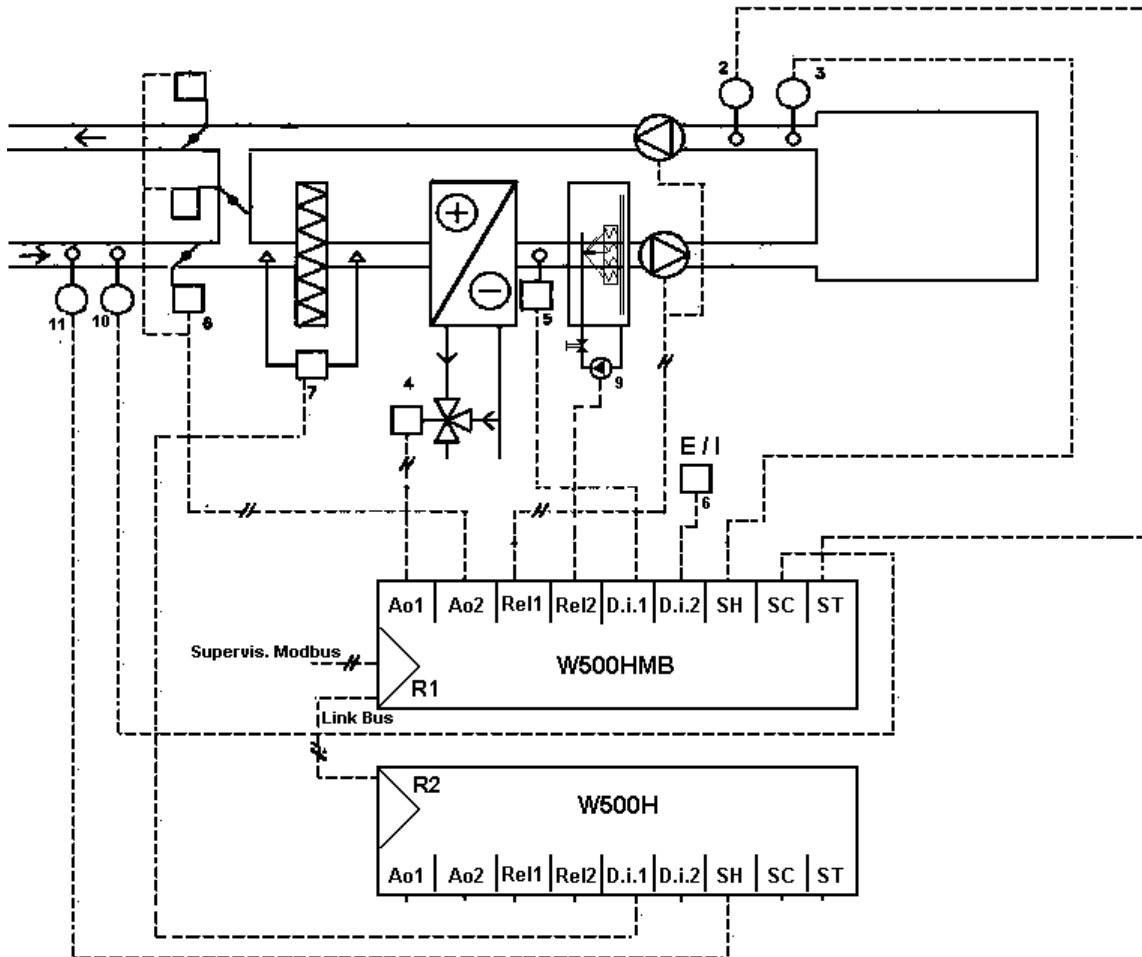 2
3
11
10
8
7
4
5
9
E / I
6
Ao1 Ao2 Rel1 Rel2 D.i.1 D.i.2 SH SC ST
Supervis. Modbus
W500HMB
R1
Link Bus
R2
W500H
Ao1 Ao2 Rel1 Rel2 D.i.1 D.i.2 SH SC ST